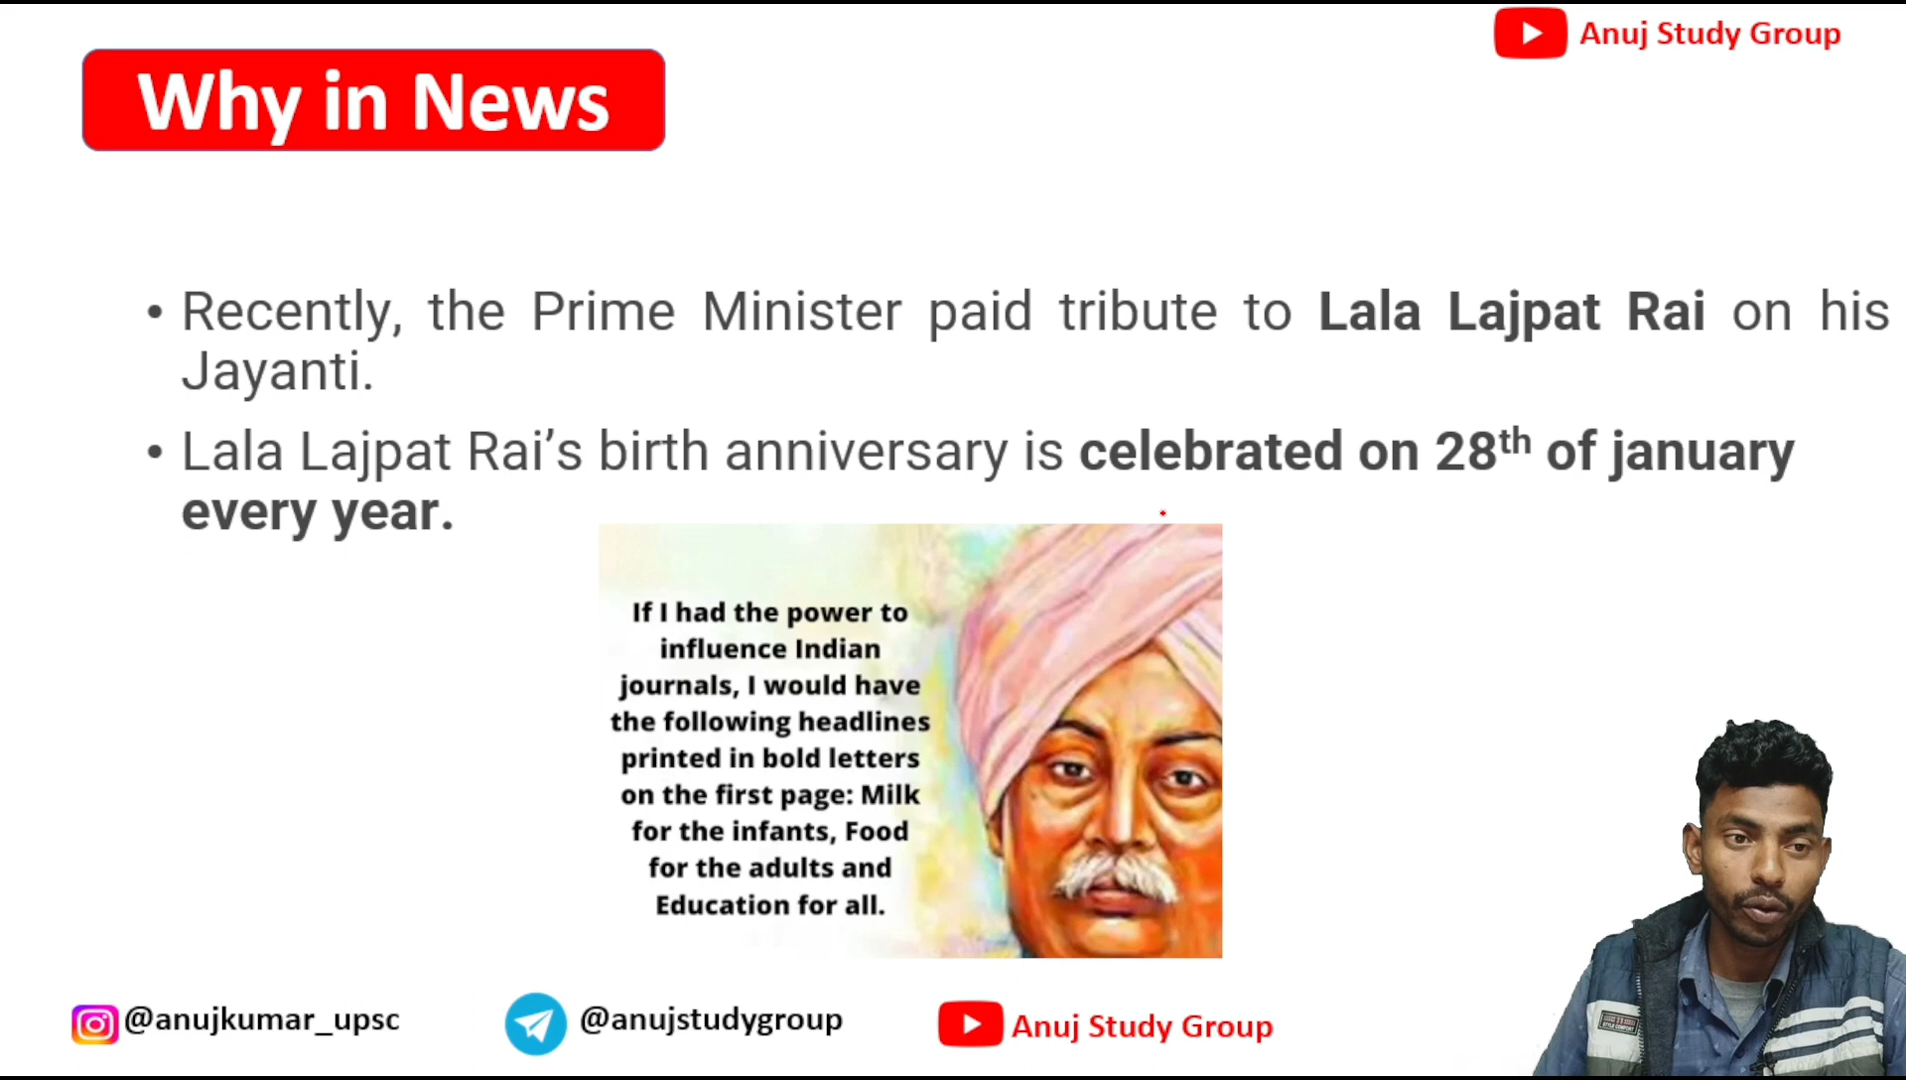 Anuj Study Group
Why in News
• Recently, the Prime Minister paid tribute to Lala Lajpat Rai on his
Jayanti.
• Lala Lajpat Rai’s birth anniversary is celebrated on 28th of january
every year.
If I had the power to
influence Indian
journals, I would have
the following headlines
printed in bold letters
on the first page: Milk
for the infants, Food
for the adults and
Education for all.
@anujkumar_upsc
@anujstudygroup
Anuj Study Group